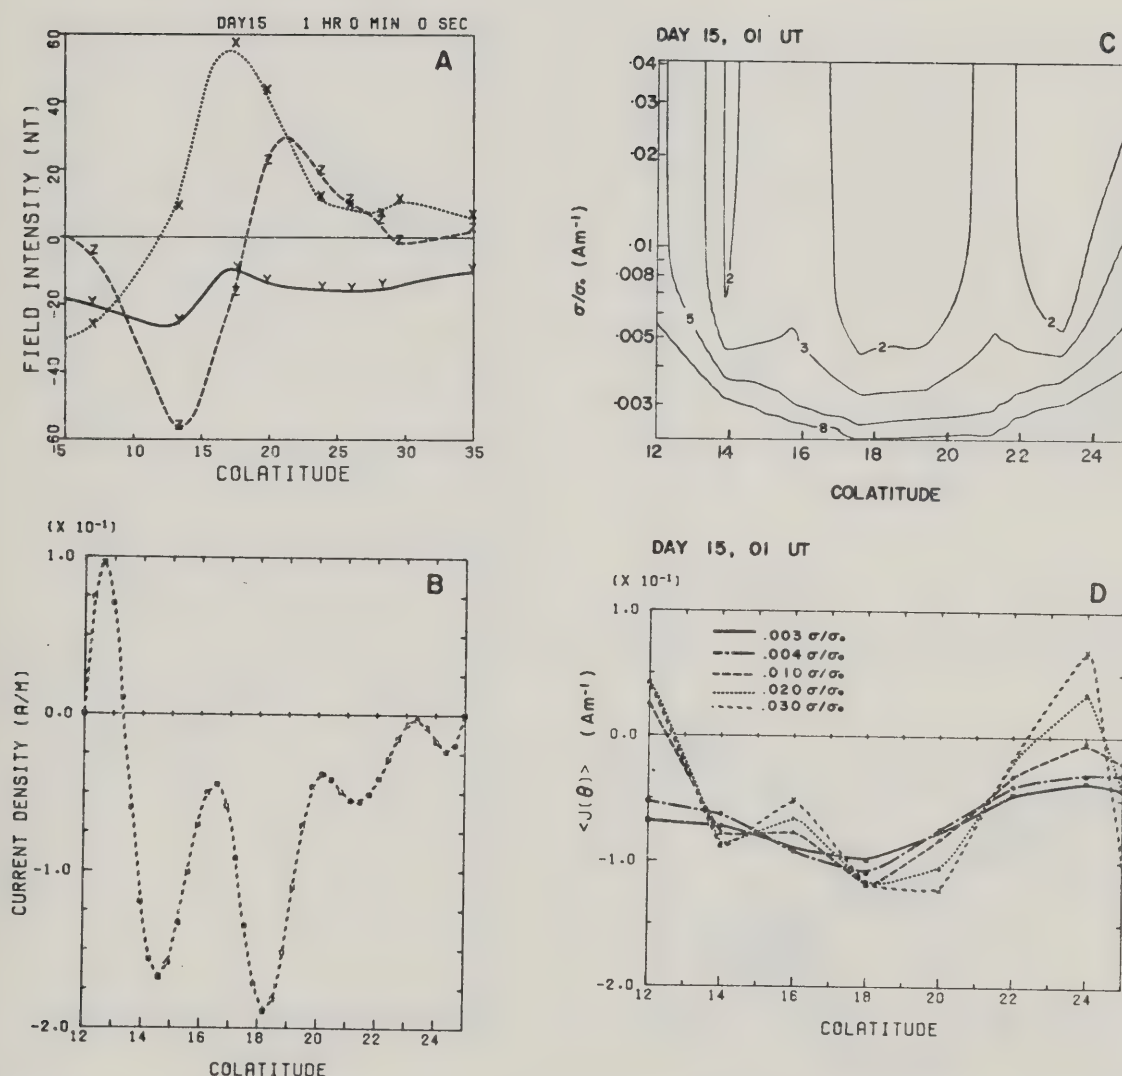 DAY15 1 HR 0 MIN 0 SEC
A
FIELD INTENSITY (NT)
60
40
20
0
-20
-40
-60
X X X X X X X X X
Z Z Z Z Z Z Z Z Z
Y Y Y Y Y Y Y Y
15 10 15 20 25 30 35
COLATITUDE
DAY 15, 01 UT
C
σ/σ₀ (Am⁻¹)
.04
.03
.02
.01
.008
.005
.003
2
5
3
2
2
8
12 14 16 18 20 22 24
COLATITUDE
(X 10⁻¹)
B
CURRENT DENSITY (A/M)
1.0
0.0
-1.0
-2.0
12 14 16 18 20 22 24
COLATITUDE
DAY 15, 01 UT
(X 10⁻¹)
D
<J(θ)> (Am⁻¹)
1.0
0.0
-1.0
-2.0
.003 σ/σ₀
.004 σ/σ₀
.010 σ/σ₀
.020 σ/σ₀
.030 σ/σ₀
12 14 16 18 20 22 24
COLATITUDE